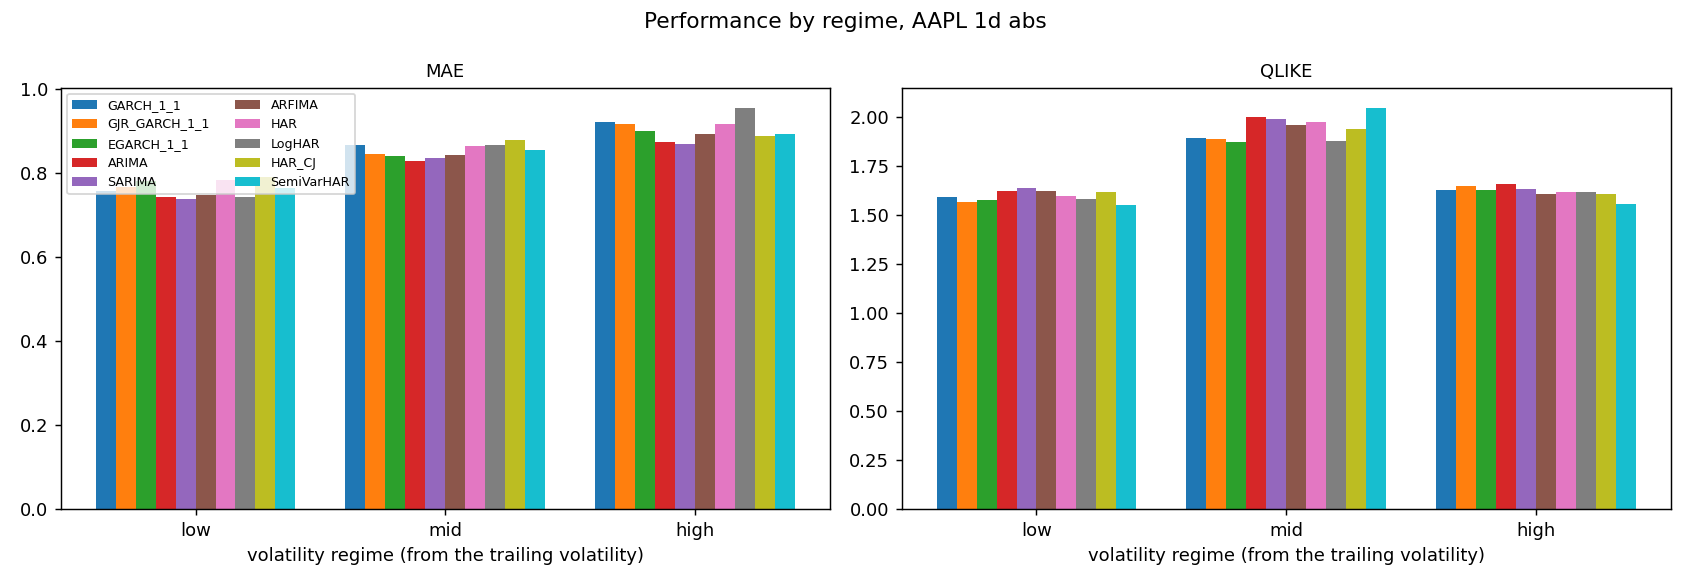 Performance by regime, AAPL 1d abs
MAE
1.0
0.8
0.6
0.4
0.2
0.0
GARCH_1_1
GJR_GARCH_1_1
EGARCH_1_1
ARIMA
SARIMA
ARFIMA
HAR
LogHAR
HAR_CJ
SemiVarHAR
low
mid
high
volatility regime (from the trailing volatility)
QLIKE
2.00
1.75
1.50
1.25
1.00
0.75
0.50
0.25
0.00
low
mid
high
volatility regime (from the trailing volatility)